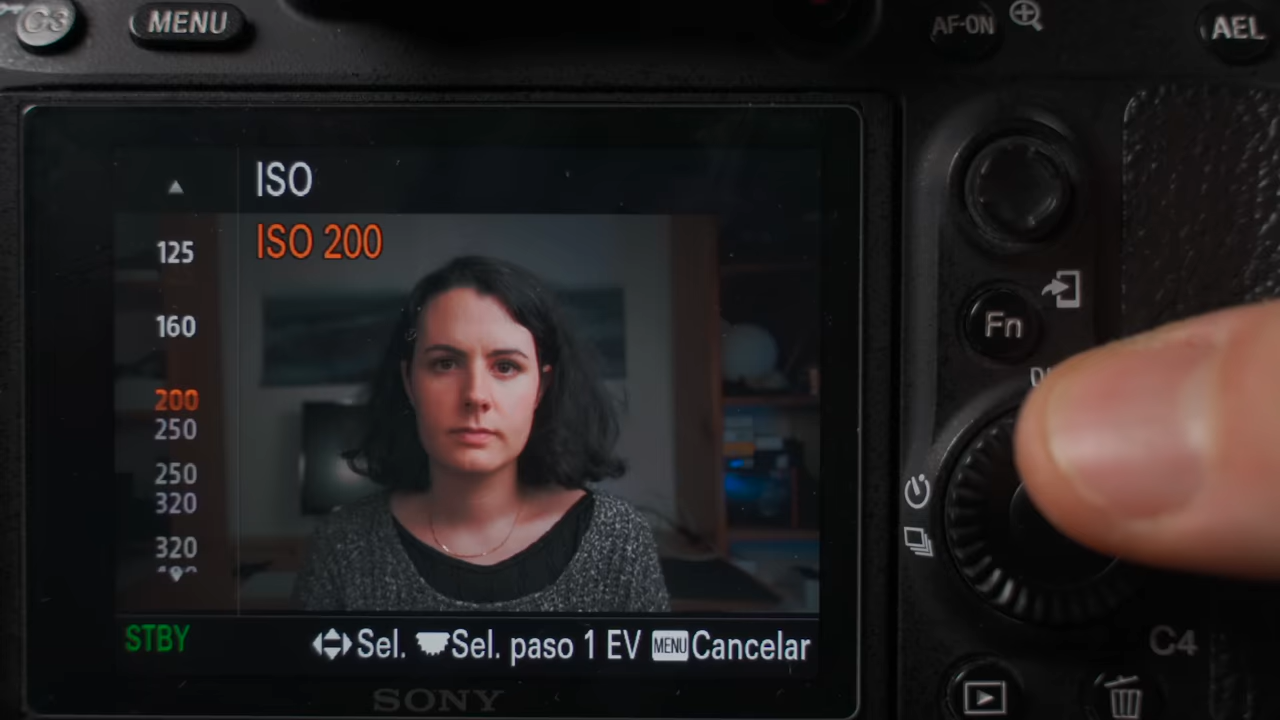 C3
MENU
AF-ON
AEL
ISO
ISO 200
125
160
200
250
250
320
320
Fn
STBY
Sel. Sel. paso 1 EV MENU Cancelar
SONY
C4